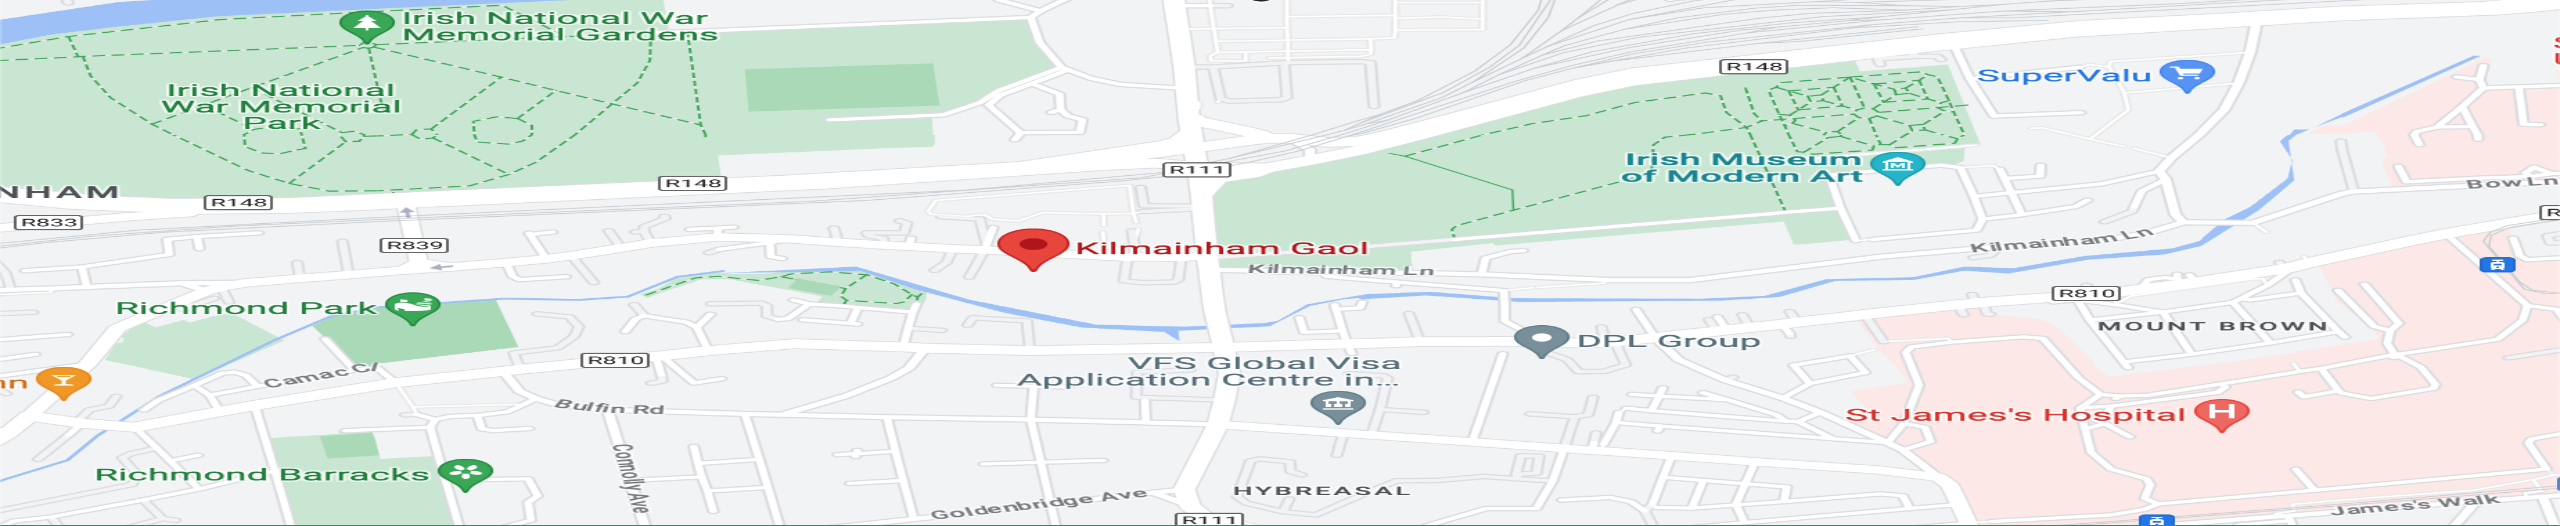 Irish National War
Memorial Gardens
Irish National
War Memorial
Park
R148
SuperValu
Irish Museum
of Modern Art
R111
R148
Bow Ln
NHAM
R148
R833
R839
Kilmainham Gaol
Kilmainham Ln
Kilmainham Ln
R810
Richmond Park
MOUNT BROWN
DPL Group
R810
VFS Global Visa
Application Centre in...
Camac Cl
nn
Bulfin Rd
St James's Hospital
H
Connolly Ave
Richmond Barracks
HYBREASAL
Goldenbridge Ave
James's Walk
R111